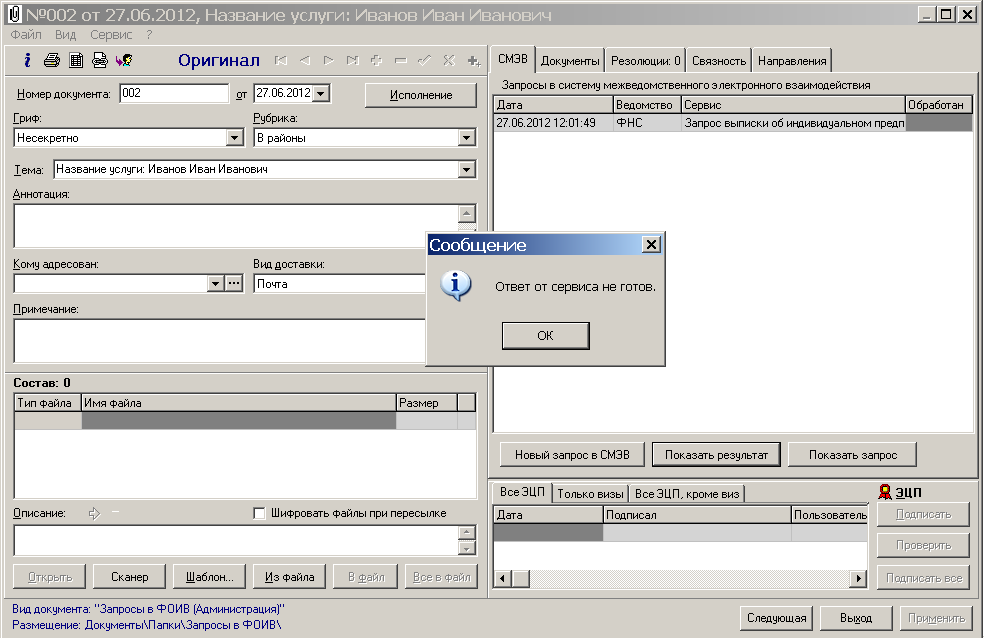 №002 от 27.06.2012, Название услуги: Иванов Иван Иванович
Файл Вид Сервис ?
Оригинал
Номер документа: 002 от 27.06.2012 Исполнение
Гриф: Рубрика:
Несекретно В районы
Тема: Название услуги: Иванов Иван Иванович
Аннотация:
Кому адресован: Вид доставки:
Почта
Примечание:
Состав: 0
Тип файла Имя файла Размер
Описание: Шифровать файлы при пересылке
Открыть Сканер Шаблон... Из файла В файл Все в файл
СМЭВ Документы Резолюции: 0 Связность Направления
Запросы в систему межведомственного электронного взаимодействия
Дата Ведомство Сервис Обработан
27.06.2012 12:01:49 ФНС Запрос выписки об индивидуальном предп
Сообщение
Ответ от сервиса не готов.
ОК
Новый запрос в СМЭВ Показать результат Показать запрос
Все ЭЦП Только визы Все ЭЦП, кроме виз
Дата Подписал Пользователь
ЭЦП
Подписать
Проверить
Подписать все
Вид документа: "Запросы в ФОИВ (Администрация)"
Размещение: Документы\Папки\Запросы в ФОИВ\
Следующая Выход Применить